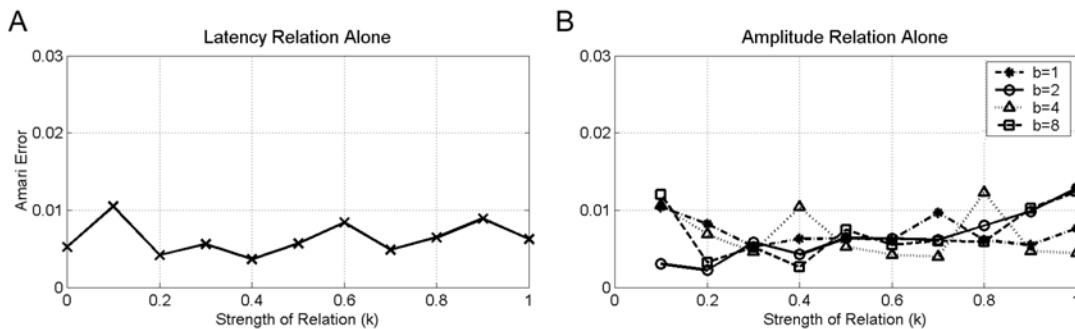 A
Latency Relation Alone
Amari Error
0.03
0.02
0.01
0
0 0.2 0.4 0.6 0.8 1
Strength of Relation (k)
B
Amplitude Relation Alone
b=1
b=2
b=4
b=8
0.03
0.02
0.01
0
0 0.2 0.4 0.6 0.8 1
Strength of Relation (k)